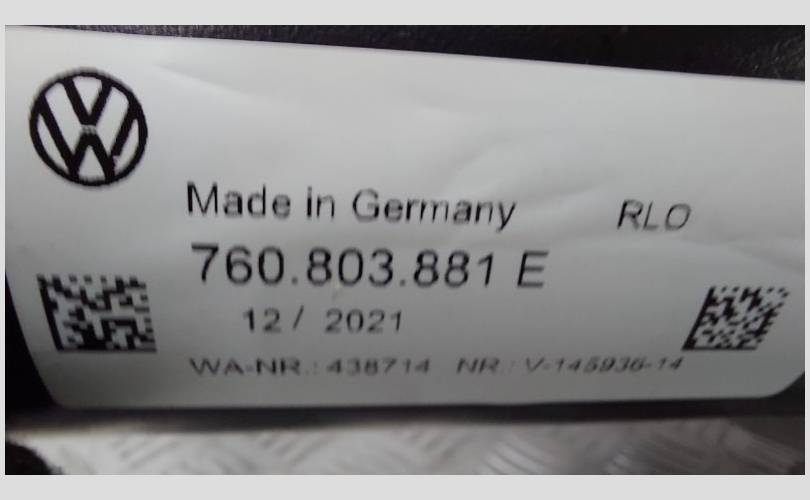 Made in Germany RLO
760.803.881 E
12 / 2021
WA-NR.: 438714 NR.: V-145936-14